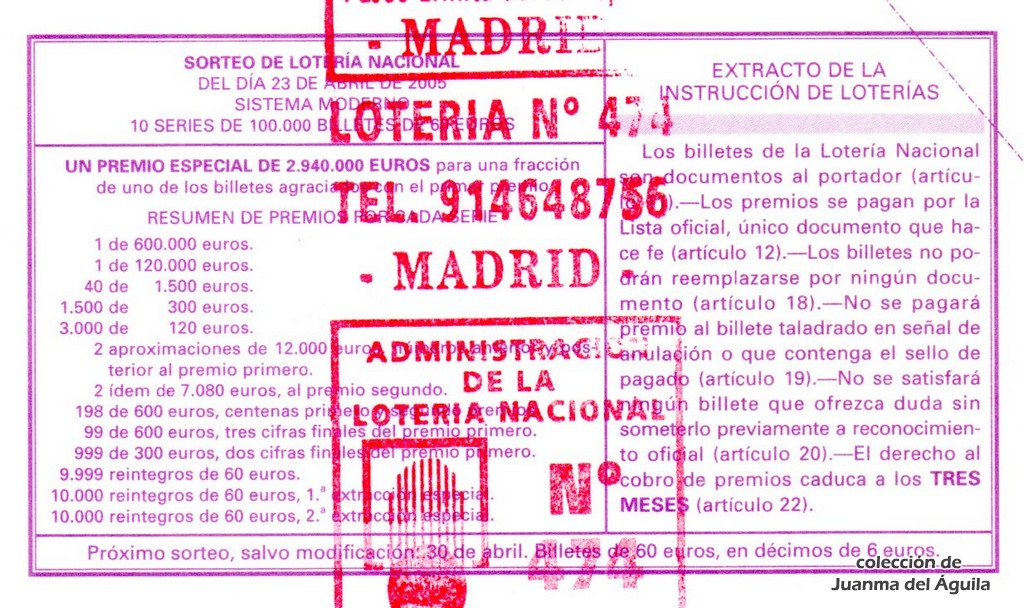 - MADRID
SORTEO DE LOTERÍA NACIONAL
DEL DÍA 23 DE ABRIL DE 2005
SISTEMA MODERNO
10 SERIES DE 100.000 BILLETES DE 60 EUROS
UN PREMIO ESPECIAL DE 2.940.000 EUROS para una fracción
de uno de los billetes agraciados con el primer premio
RESUMEN DE PREMIOS POR CADA SERIE
1 de 600.000 euros.
1 de 120.000 euros.
40 de 1.500 euros.
1.500 de 300 euros.
3.000 de 120 euros.
2 aproximaciones de 12.000 euros, números anterior y pos-
terior al premio primero.
2 ídem de 7.080 euros, al premio segundo.
198 de 600 euros, centenas primero y segundo premios.
99 de 600 euros, tres cifras finales del premio primero.
999 de 300 euros, dos cifras finales del premio primero.
9.999 reintegros de 60 euros.
10.000 reintegros de 60 euros, 1.ª extracción especial.
10.000 reintegros de 60 euros, 2.ª extracción especial.
EXTRACTO DE LA
INSTRUCCIÓN DE LOTERÍAS
Los billetes de la Lotería Nacional
son documentos al portador (artícu-
).—Los premios se pagan por la
Lista oficial, único documento que ha-
ce fe (artículo 12).—Los billetes no po-
drán reemplazarse por ningún docu-
mento (artículo 18).—No se pagará
premio al billete taladrado en señal de
anulación o que contenga el sello de
pagado (artículo 19).—No se satisfará
ningún billete que ofrezca duda sin
someterlo previamente a reconocimien-
to oficial (artículo 20).—El derecho al
cobro de premios caduca a los TRES
MESES (artículo 22).
Próximo sorteo, salvo modificación: 30 de abril. Billetes de 60 euros, en décimos de 6 euros.
LOTERIA Nº 474
TEL. 914648756
- MADRID -
ADMINISTRACION
DE LA
LOTERIA NACIONAL
Nº
474
colección de
Juanma del Águila